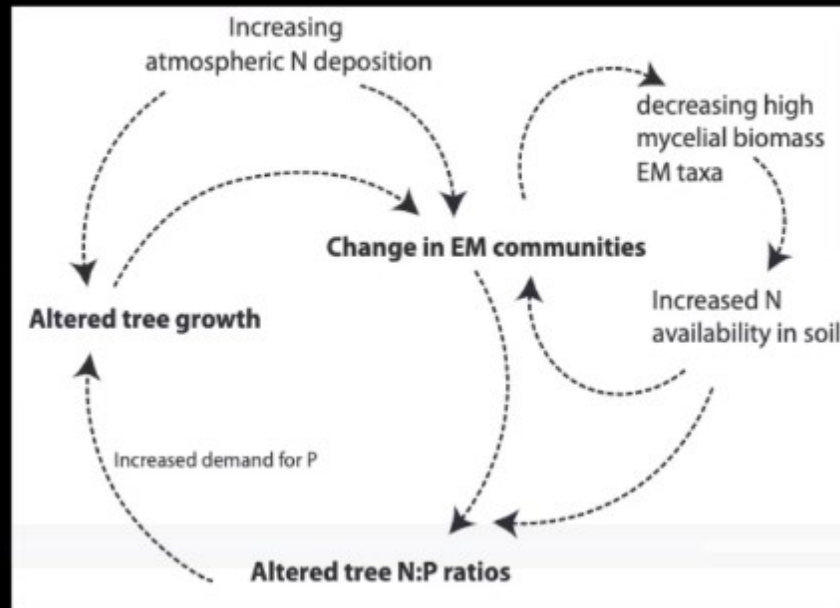 Increasing
atmospheric N deposition
decreasing high
mycelial biomass
EM taxa
Change in EM communities
Increased N
availability in soil
Altered tree growth
Increased demand for P
Altered tree N:P ratios